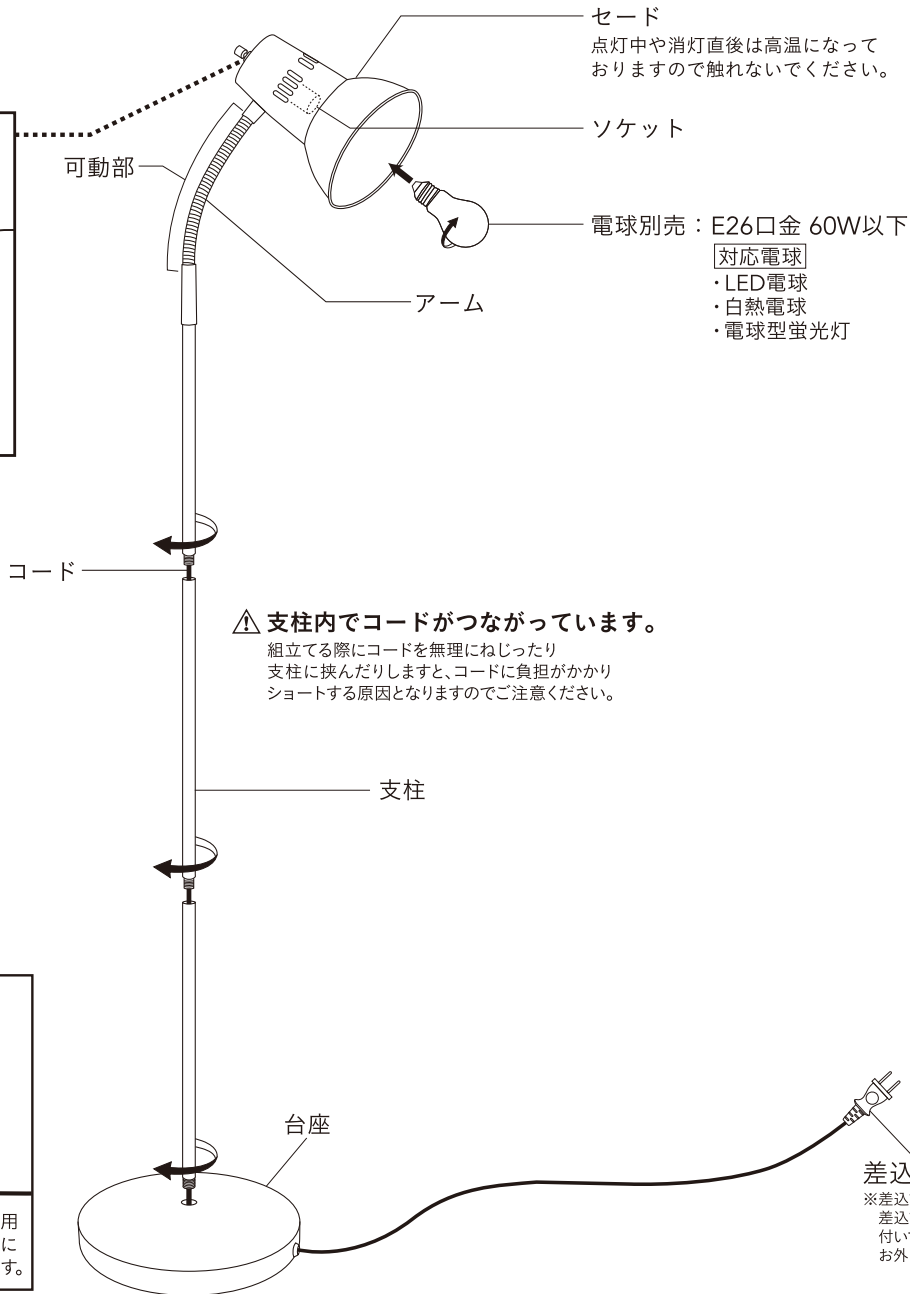 セード
点灯中や消灯直後は高温になって
おりますので触れないでください。
ソケット
可動部
電球別売：E26口金 60W以下
対応電球
・LED電球
・白熱電球
・電球型蛍光灯
アーム
コード
⚠ 支柱内でコードがつながっています。
組立てる際にコードを無理にねじったり
支柱に挟んだりしますと、コードに負担がかかり
ショートする原因となりますのでご注意ください。
支柱
台座
差込
※差込
差込
付い
お外
用
に
す。